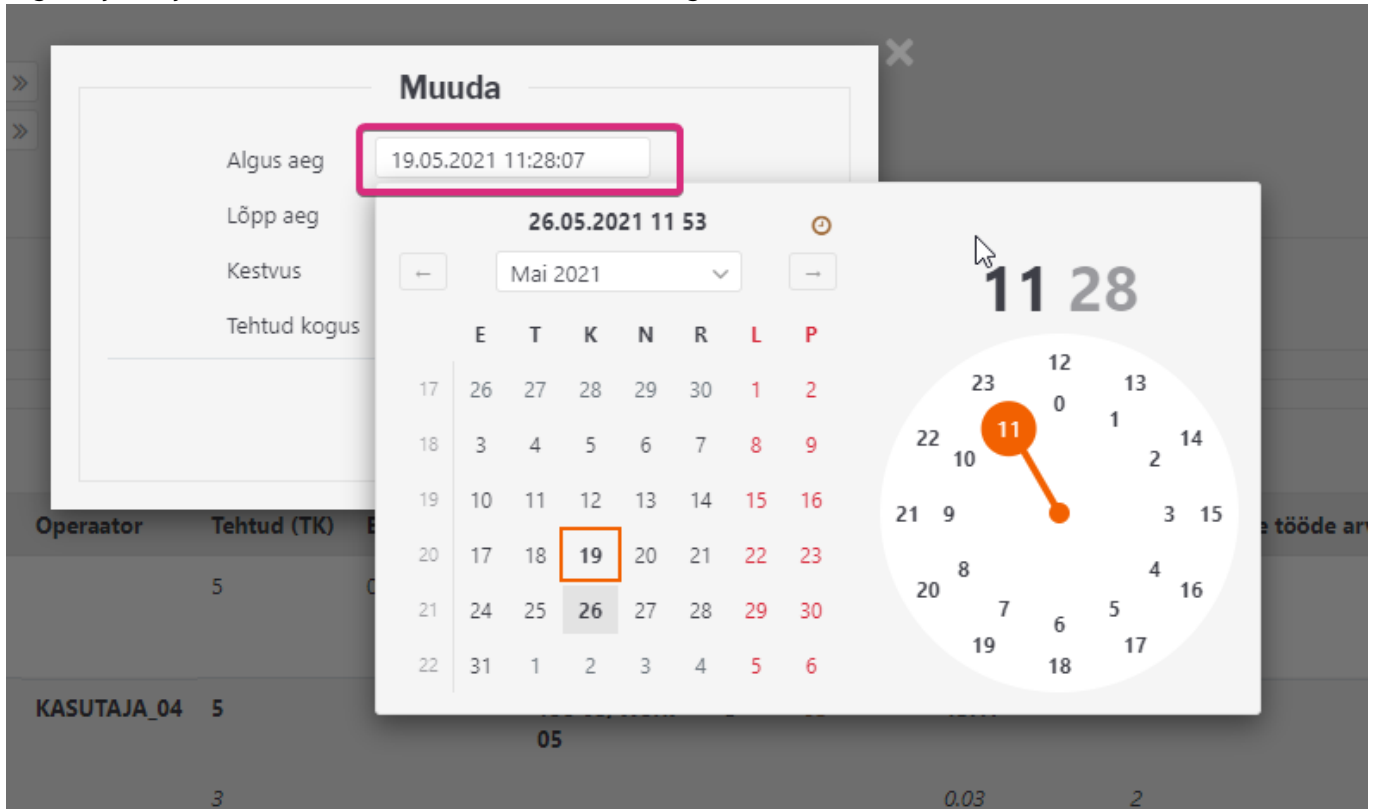 Muuda
Algus aeg 19.05.2021 11:28:07
Lõpp aeg
Kestvus
Tehtud kogus
26.05.2021 11 53
Mai 2021
E T K N R L P
17 26 27 28 29 30 1 2
18 3 4 5 6 7 8 9
19 10 11 12 13 14 15 16
20 17 18 19 20 21 22 23
21 24 25 26 27 28 29 30
22 31 1 2 3 4 5 6
11 28
12
23 13
0
11 1
22 14
10 2
21 9 3 15
8 4
20 16
7 5
6
19 17
18
Operaator Tehtud (TK) tööde
5
KASUTAJA_04 5
05
3 0.03 2